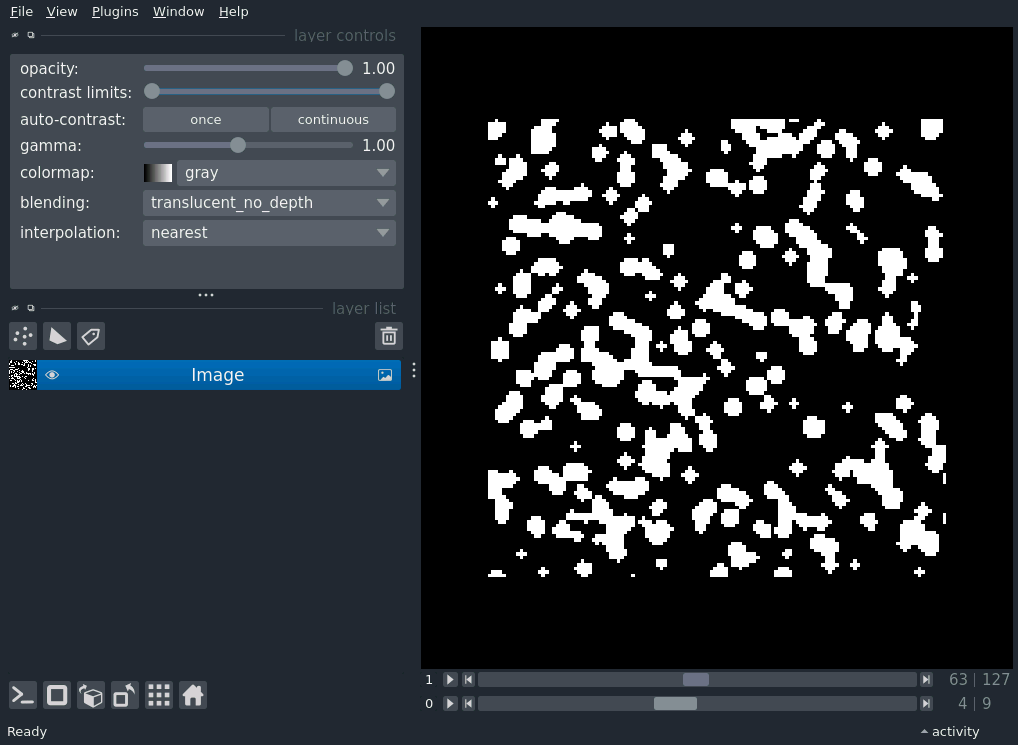 File View Plugins Window Help
layer controls
opacity: 1.00
contrast limits:
auto-contrast: once continuous
gamma: 1.00
colormap: gray
blending: translucent_no_depth
interpolation: nearest
layer list
Image
1 63 | 127
0 4 | 9
Ready activity